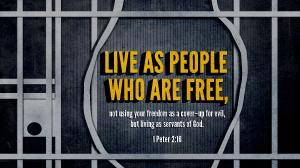 LIVE AS PEOPLE
WHO ARE FREE,
not using your freedom as a cover-up for evil,
but living as servants of God.
1 Peter 2:16